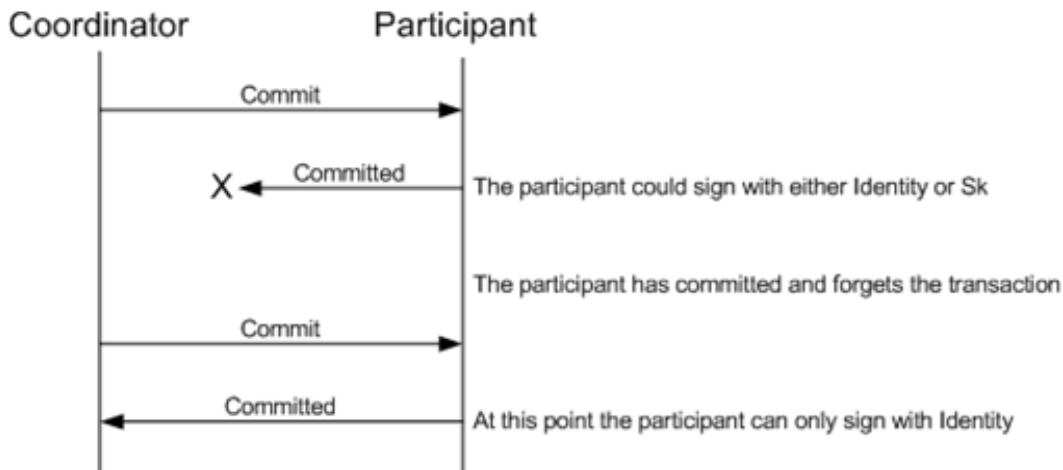 Coordinator Participant
Commit
X Committed The participant could sign with either Identity or Sk
The participant has committed and forgets the transaction
Commit
Committed At this point the participant can only sign with Identity